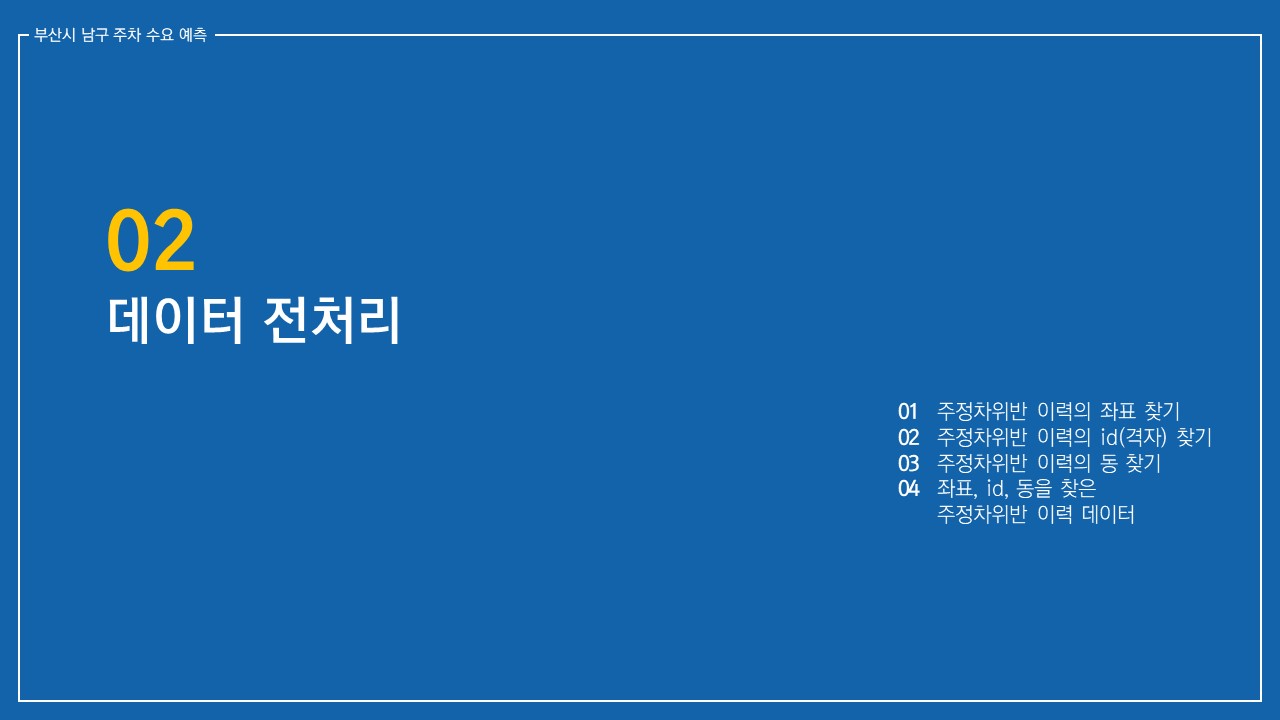 부산시 남구 주차 수요 예측
02
데이터 전처리
01 주정차위반 이력의 좌표 찾기
02 주정차위반 이력의 id(격자) 찾기
03 주정차위반 이력의 동 찾기
04 좌표, id, 동을 찾은
주정차위반 이력 데이터